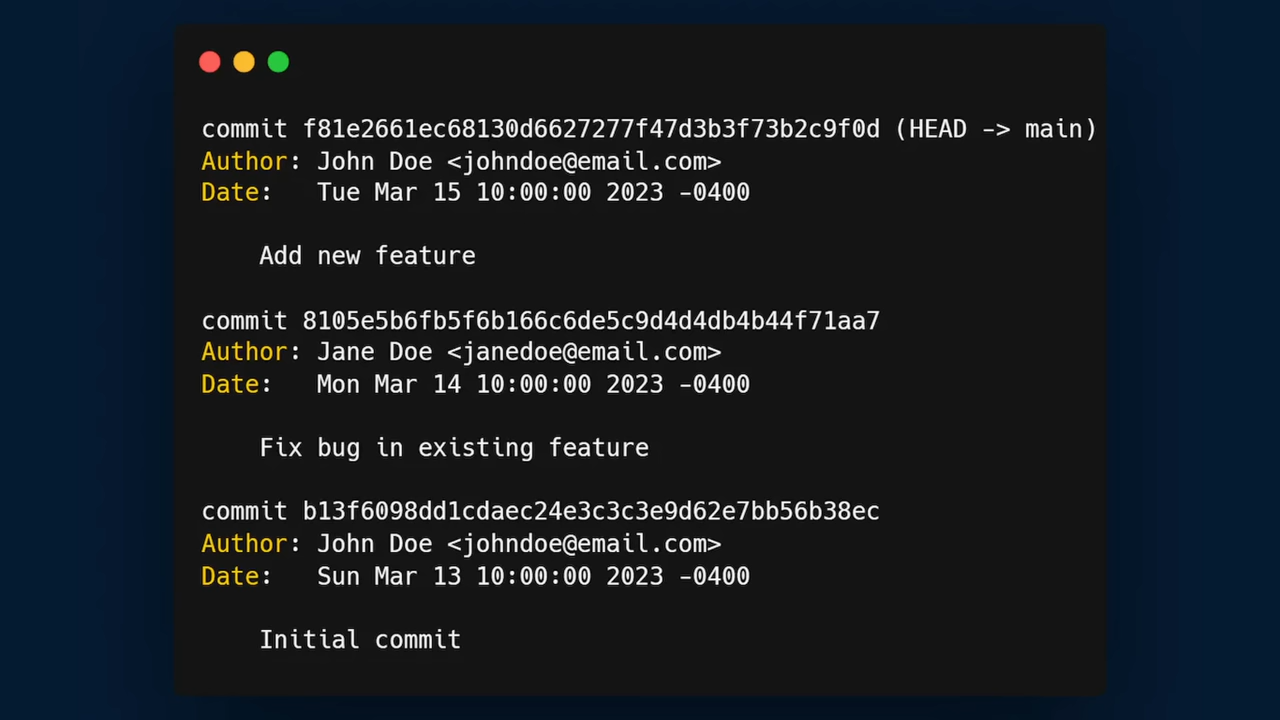 commit f81e2661ec68130d6627277f47d3b3f73b2c9f0d (HEAD -> main)
Author: John Doe <johndoe@email.com>
Date:   Tue Mar 15 10:00:00 2023 -0400
    Add new feature
commit 8105e5b6fb5f6b166c6de5c9d4d4db4b44f71aa7
Author: Jane Doe <janedoe@email.com>
Date:   Mon Mar 14 10:00:00 2023 -0400
    Fix bug in existing feature
commit b13f6098dd1cdaec24e3c3c3e9d62e7bb56b38ec
Author: John Doe <johndoe@email.com>
Date:   Sun Mar 13 10:00:00 2023 -0400
    Initial commit